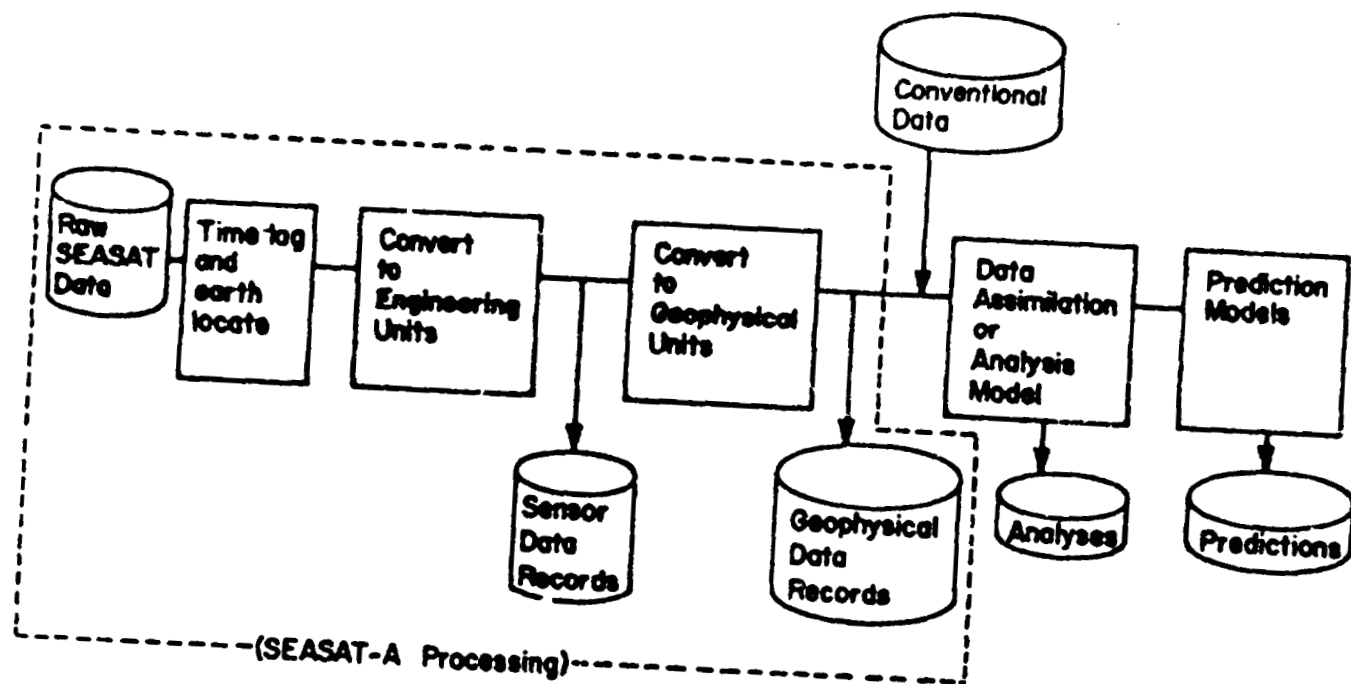 Conventional
Data
Raw
SEASAT
Data
Time tag
and
earth
locate
Convert
to
Engineering
Units
Convert
to
Geophysical
Units
Data
Assimilation
or
Analysis
Model
Prediction
Models
Sensor
Data
Records
Geophysical
Data
Records
Analyses
Predictions
(SEASAT-A Processing)